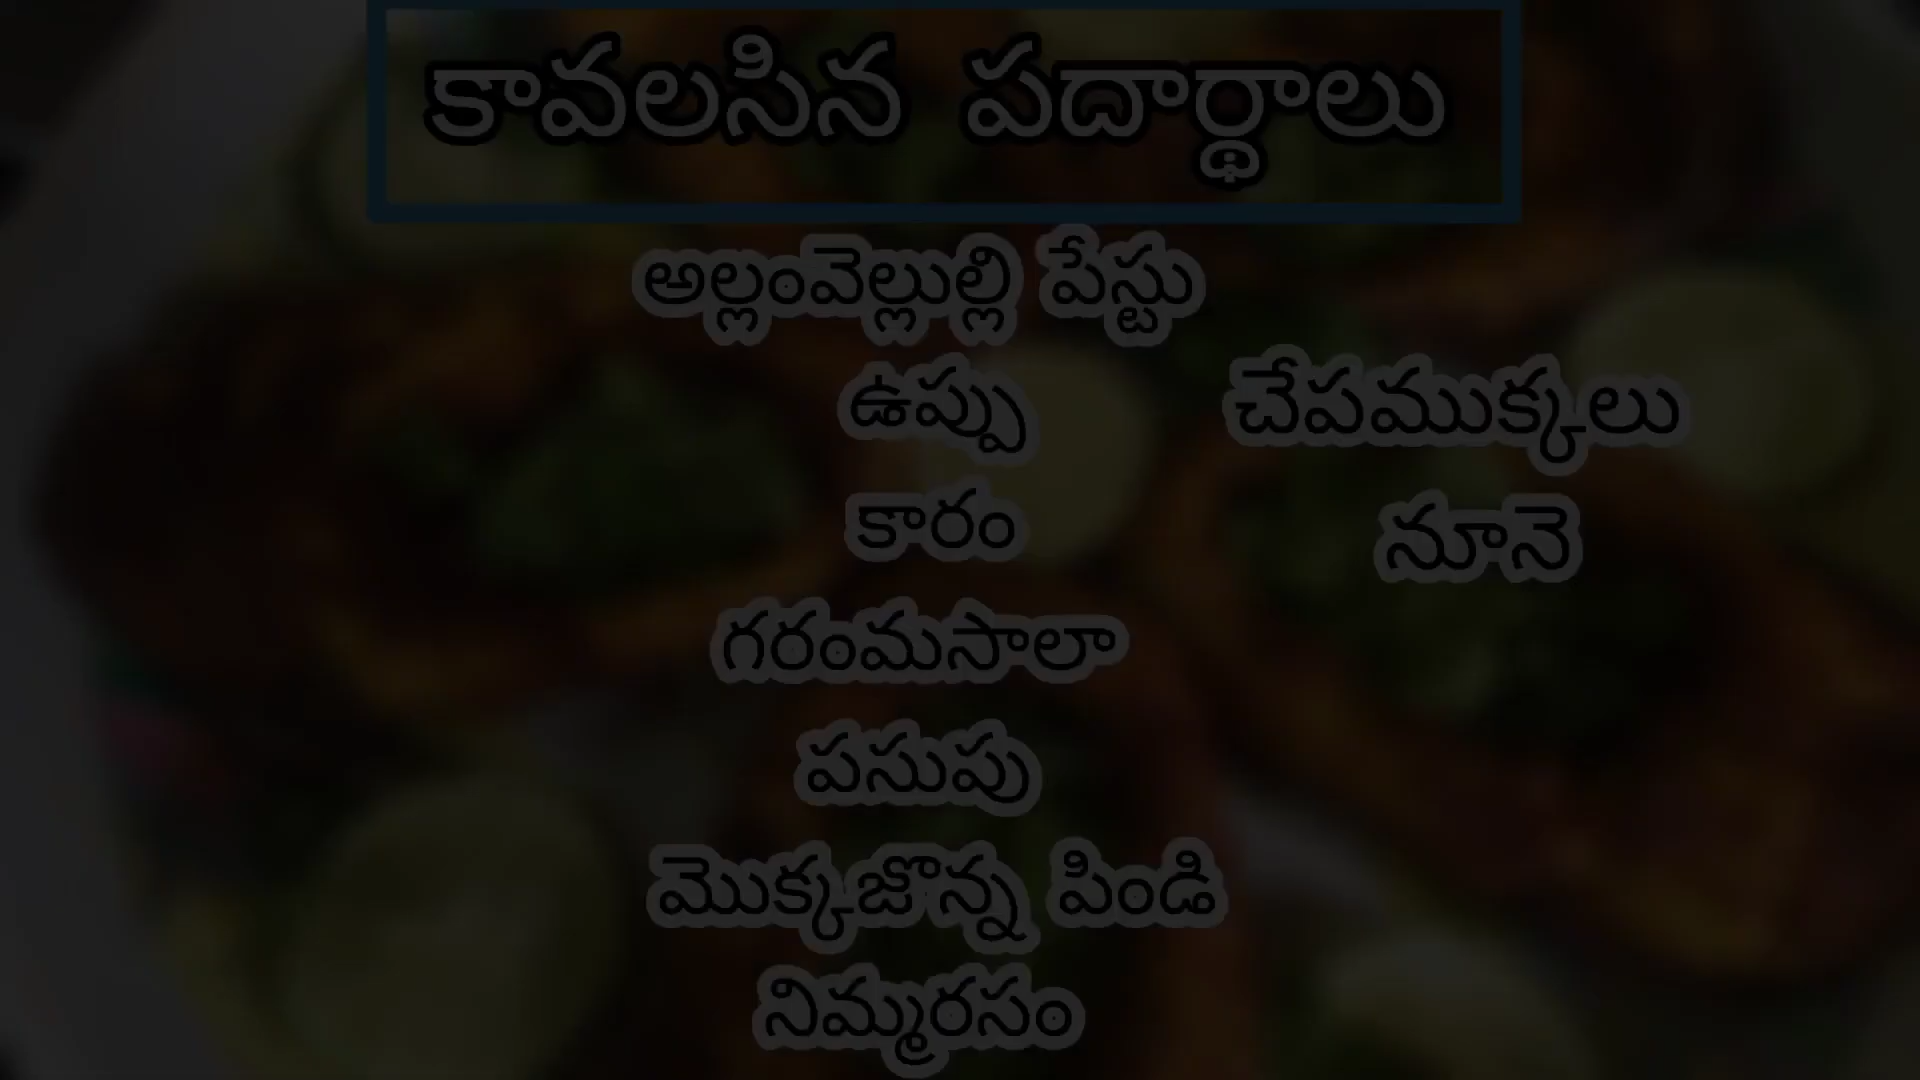 కావలసిన పదార్థాలు
అల్లంవెల్లుల్లి పేస్టు
ఉప్పు
కారం
గరంమసాలా
పసుపు
మొక్కజొన్న పిండి
నిమ్మరసం
చేపముక్కలు
నూనె